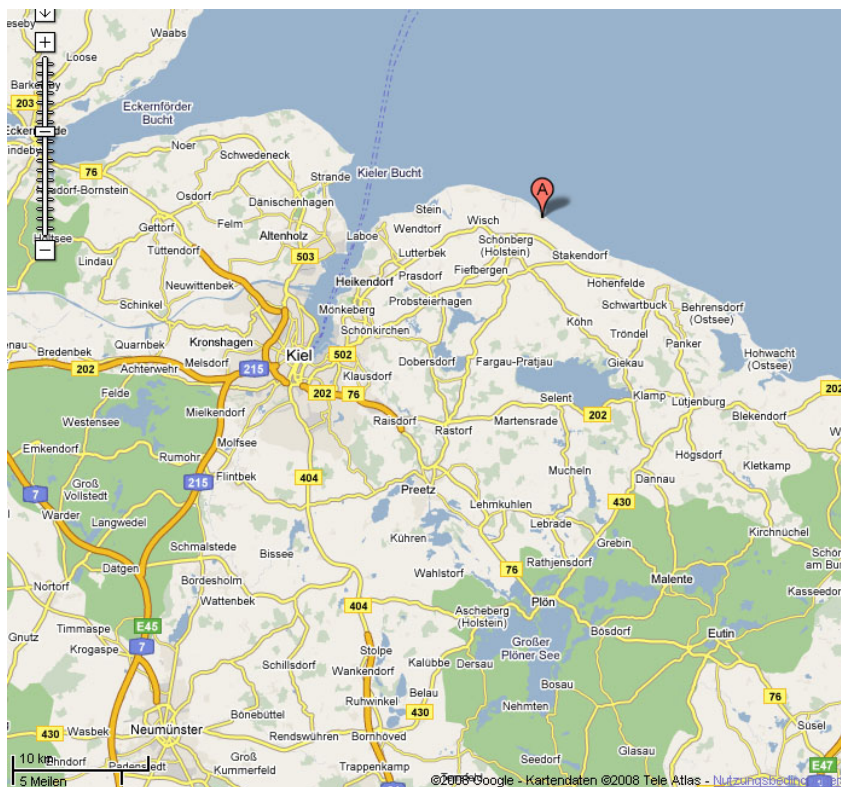 Waabs
Loose
Barkelsby
203
Eckernförder
Bucht
Noer
Schwedeneck
Strande
Kieler Bucht
76
Osdorf
Dänischenhagen
Stein
Wisch
A
Gettorf
Felm
Altenholz
Laboe
Wendtorf
Schönberg
(Holstein)
Stakendorf
Tüttendorf
503
Lutterbek
Lindau
Heikendorf
Prasdorf
Fiefbergen
Hohenfelde
Neuwittenbek
Probsteierhagen
Schwartbuck
Behrensdorf
(Ostsee)
Schinkel
Mönkeberg
Köhn
Tröndel
Schönkirchen
Panker
Quarnbek
Kronshagen
Kiel
502
Hohwacht
(Ostsee)
Bredenbek
Achterwehr
Melsdorf
215
Dobersdorf
Fargau-Pratjau
Giekau
202
Klausdorf
202
Felde
202
76
Selent
Klamp
Lütjenburg
Mielkendorf
Raisdorf
Martensrade
202
Blekendorf
Westensee
Rastorf
Molfsee
Emkendorf
Rumohr
Högsdorf
Kletkamp
Flintbek
Mucheln
Dannau
Groß
Vollstedt
7
215
404
Preetz
Warder
Lehmkuhlen
430
Langwedel
Lebrade
Kirchnüchel
Kühren
Grebin
Schmalstede
Bissee
Rathjensdorf
Dätgen
Wahlstorf
76
Malente
Bordesholm
Nortorf
Wattenbek
404
Plön
Kasseedorf
Ascheberg
(Holstein)
Timmaspe
E45
Bosdorf
Eutin
Gnutz
Krogaspe
7
Großer
Plöner See
Stolpe
Schillsdorf
Kalübbe
Dersau
Wankendorf
Bosau
Belau
76
Ruhwinkel
Bönebüttel
Nehmten
430
430
Wasbek
Neumünster
Rendswühren
Bornhöved
Süsel
Groß
Kummerfeld
Seedorf
Glasau
10 km
Padenstedt
Trappenkamp
E47
5 Meilen
©2008 Google - Kartendaten ©2008 Tele Atlas -